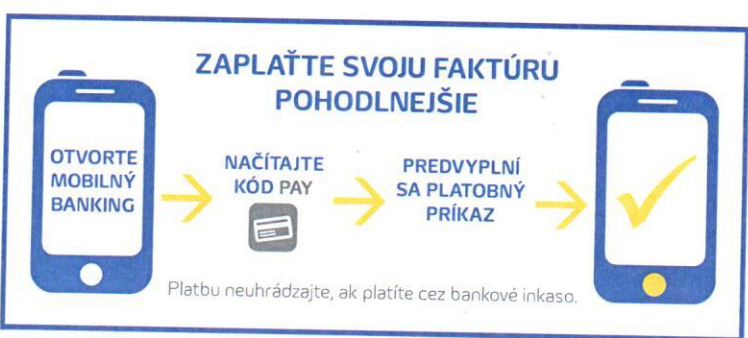 ZAPLAŤTE SVOJU FAKTÚRU
POHODLNEJŠIE
OTVORTE
MOBILNÝ
BANKING
NAČÍTAJTE
KÓD PAY
PREDVYPLNÍ
SA PLATOBNÝ
PRÍKAZ
Platbu neuhrádzajte, ak platíte cez bankové inkaso.